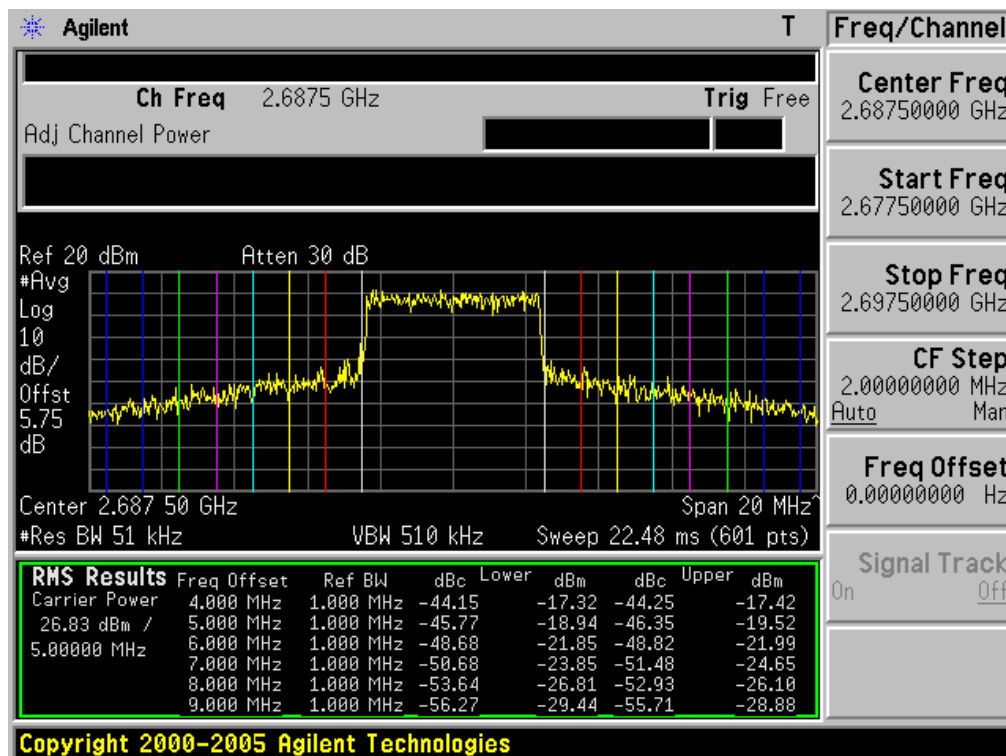 Agilent T
Ch Freq 2.6875 GHz Trig Free
Adj Channel Power
Ref 20 dBm Atten 30 dB
#Avg
Log
10
dB/
Offst
5.75
dB
Center 2.687 50 GHz Span 20 MHz^
#Res BW 51 kHz VBW 510 kHz Sweep 22.48 ms (601 pts)
RMS Results Freq Offset Ref BW dBc Lower dBm dBc Upper dBm
Carrier Power 4.000 MHz 1.000 MHz -44.15 -17.32 -44.25 -17.42
26.83 dBm / 5.000 MHz 1.000 MHz -45.77 -18.94 -46.35 -19.52
5.00000 MHz 6.000 MHz 1.000 MHz -48.68 -21.85 -48.82 -21.99
7.000 MHz 1.000 MHz -50.68 -23.85 -51.48 -24.65
8.000 MHz 1.000 MHz -53.64 -26.81 -52.93 -26.10
9.000 MHz 1.000 MHz -56.27 -29.44 -55.71 -28.88
Copyright 2000-2005 Agilent Technologies
Freq/Channel
Center Freq
2.68750000 GHz
Start Freq
2.67750000 GHz
Stop Freq
2.69750000 GHz
CF Step
2.00000000 MHz
Auto Man
Freq Offset
0.00000000 Hz
Signal Track
On Off